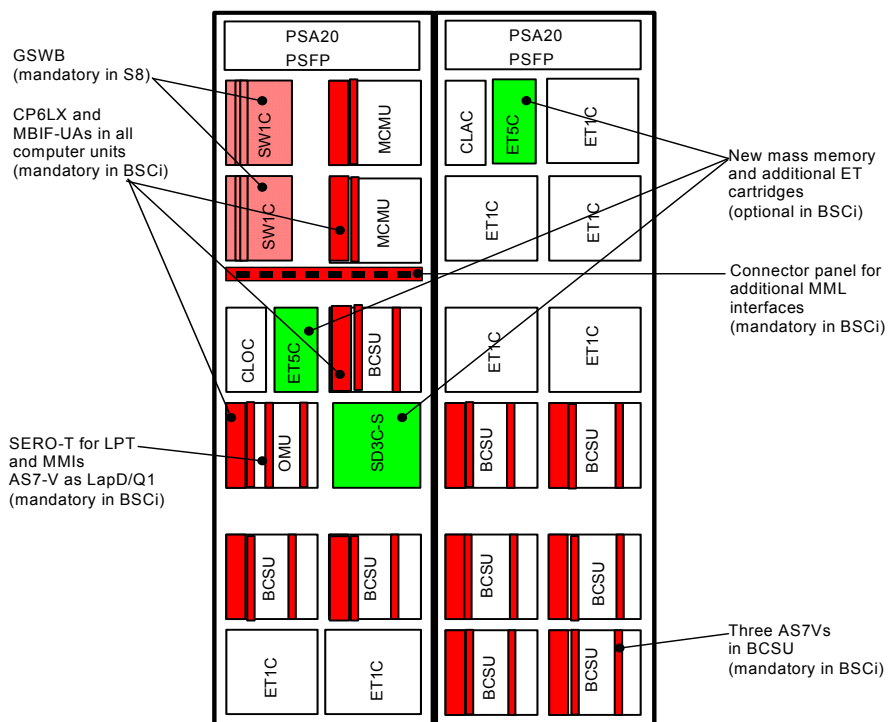 GSWB
(mandatory in S8)
CP6LX and
MBIF-UAs in all
computer units
(mandatory in BSCi)
SERO-T for LPT
and MMIs
AS7-V as LapD/Q1
(mandatory in BSCi)
PSA20
PSFP
SW1C
MCMU
SW1C
MCMU
CLOC
ET5C
BCSU
OMU
SD3C-S
BCSU
BCSU
ET1C
ET1C
PSA20
PSFP
CLAC
ET5C
ET1C
ET1C
ET1C
ET1C
ET1C
BCSU
BCSU
BCSU
BCSU
BCSU
BCSU
New mass memory
and additional ET
cartridges
(optional in BSCi)
Connector panel for
additional MML
interfaces
(mandatory in BSCi)
Three AS7Vs
in BCSU
(mandatory in BSCi)